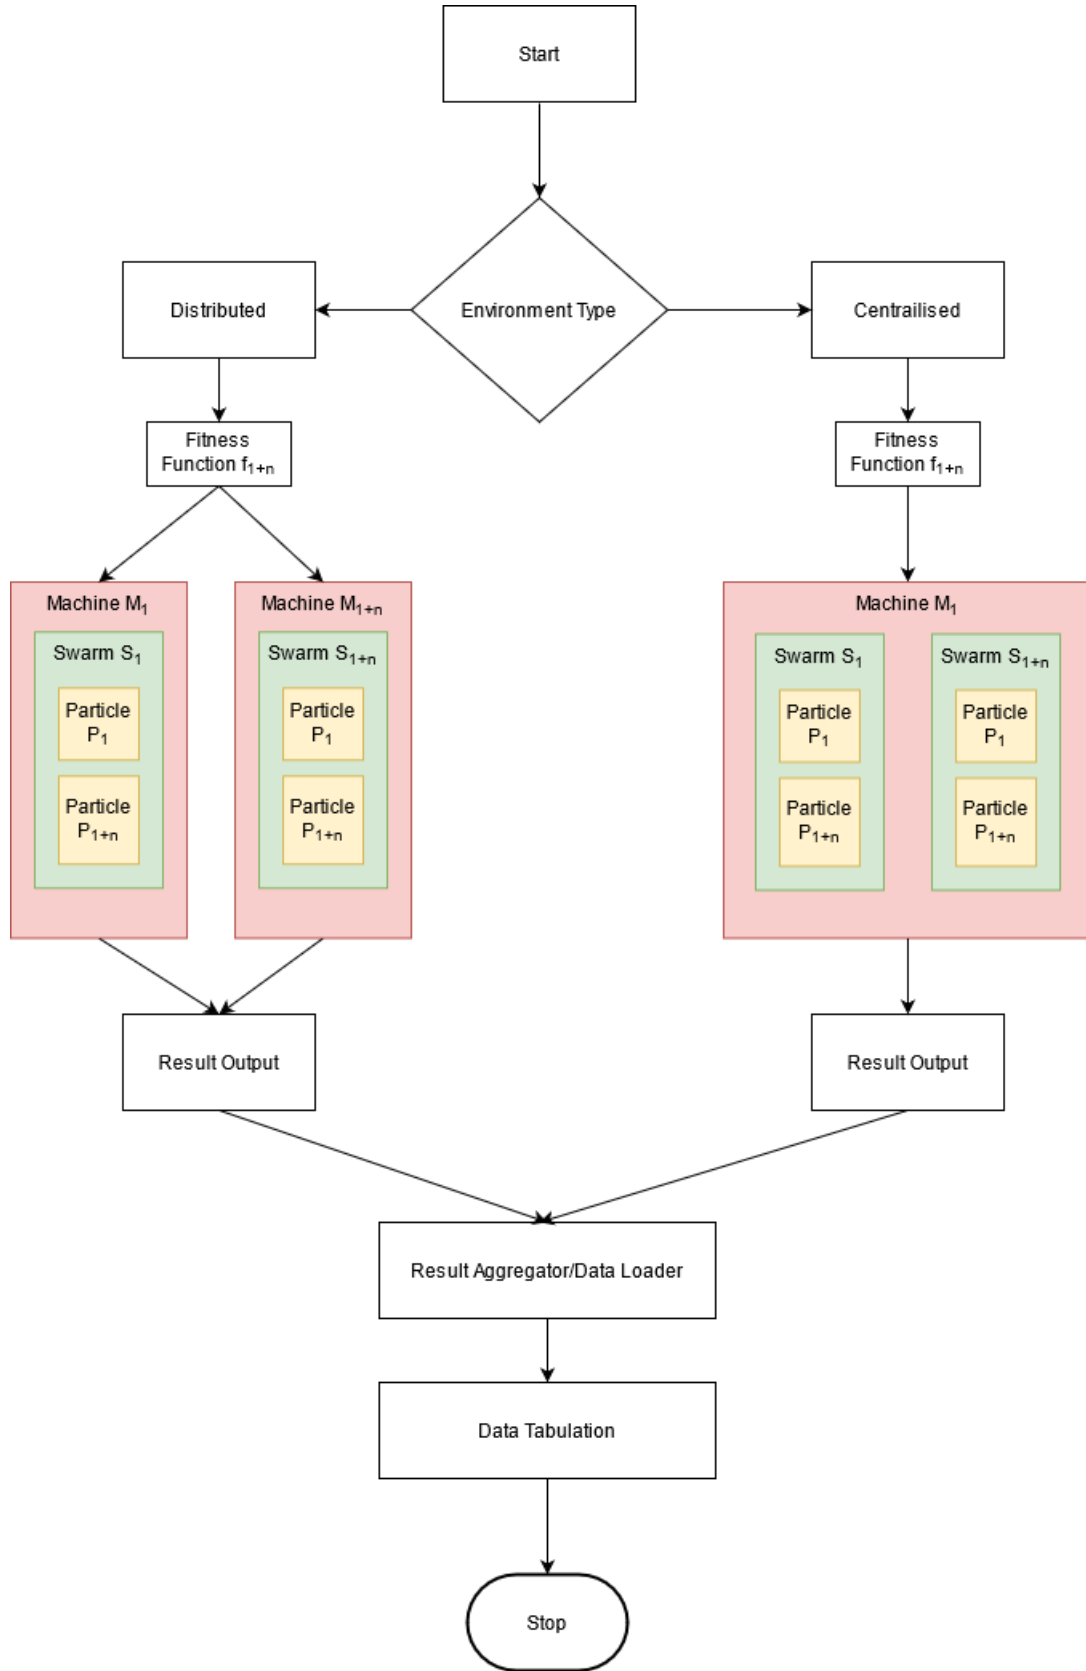 Start
Environment Type
Distributed
Centrailised
Fitness
Function f1+n
Fitness
Function f1+n
Machine M1
Swarm S1
Particle
P1
Particle
P1+n
Machine M1+n
Swarm S1+n
Particle
P1
Particle
P1+n
Machine M1
Swarm S1
Particle
P1
Particle
P1+n
Swarm S1+n
Particle
P1
Particle
P1+n
Result Output
Result Output
Result Aggregator/Data Loader
Data Tabulation
Stop